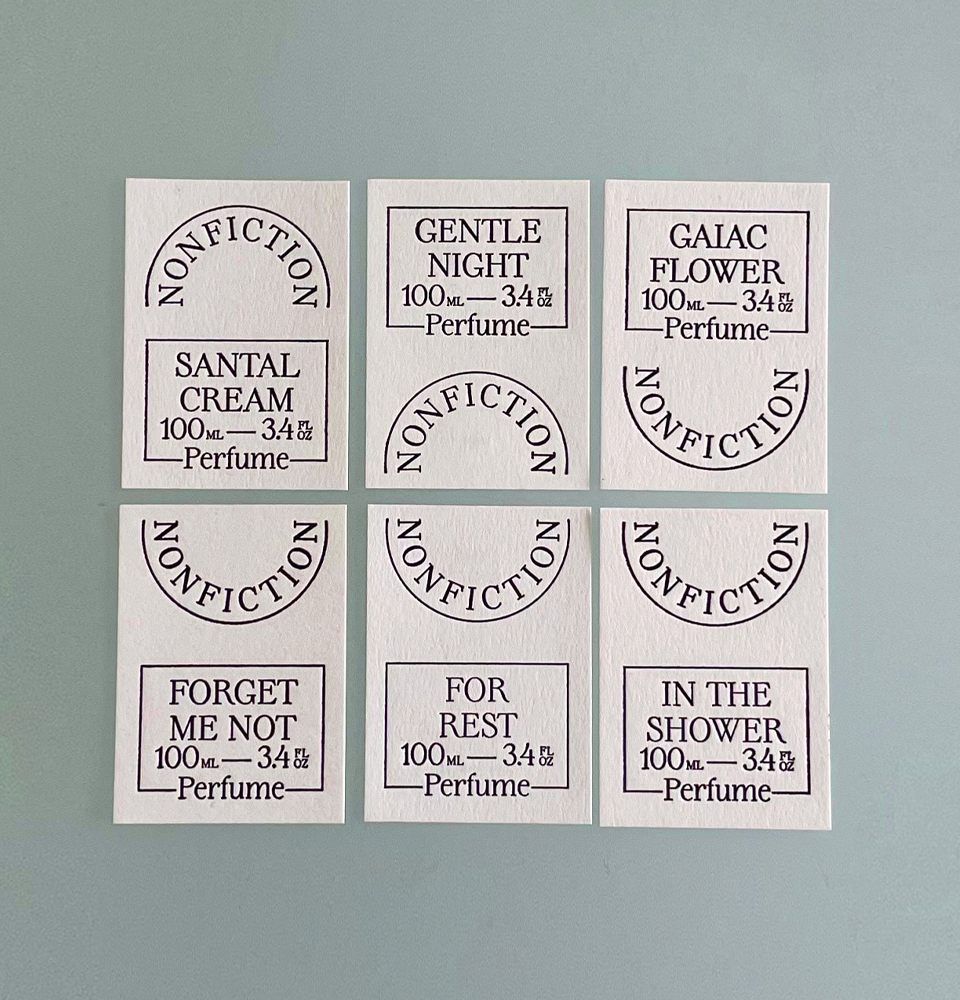 NONFICTION
SANTAL
CREAM
100ML — 3.4 FL OZ
Perfume
GENTLE
NIGHT
100ML — 3.4 FL OZ
Perfume
NONFICTION
GAIAC
FLOWER
100ML — 3.4 FL OZ
Perfume
NONFICTION
NONFICTION
FORGET
ME NOT
100ML — 3.4 FL OZ
Perfume
NONFICTION
FOR
REST
100ML — 3.4 FL OZ
Perfume
NONFICTION
IN THE
SHOWER
100ML — 3.4 FL OZ
Perfume